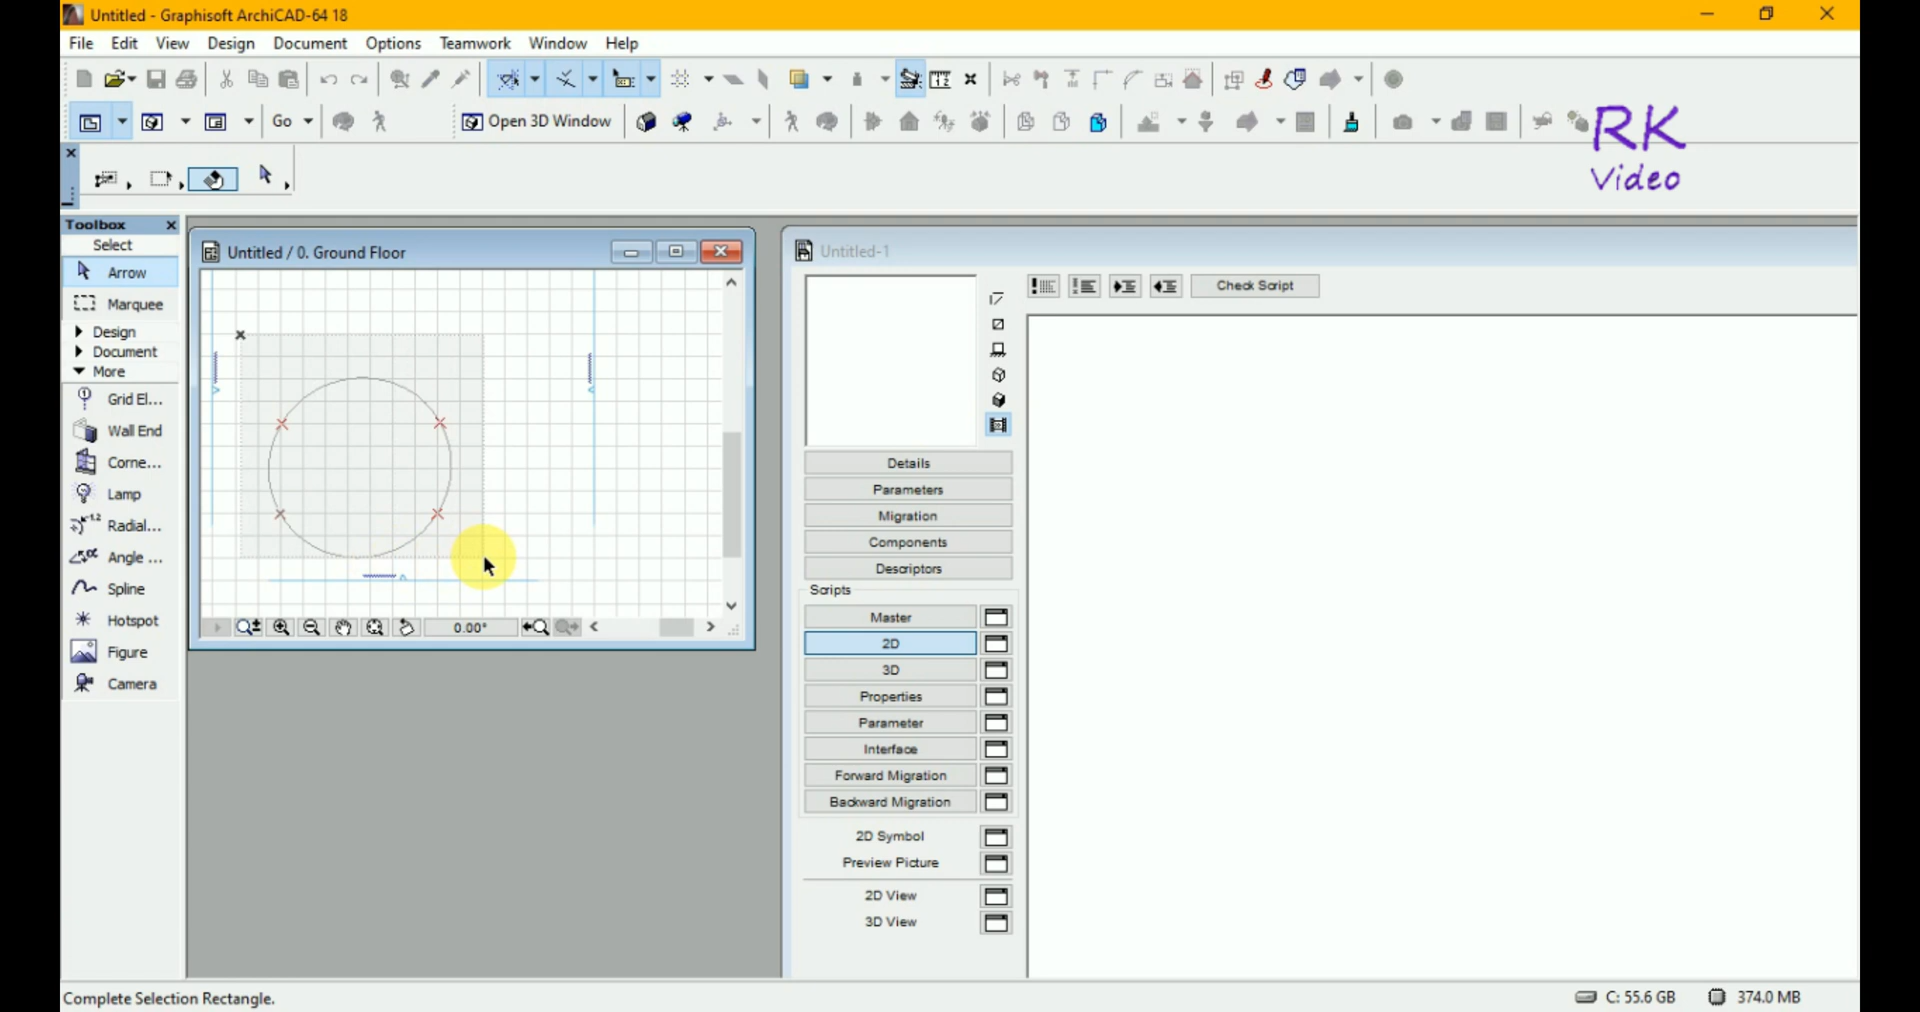 Untitled - Graphisoft ArchiCAD-64 18
File Edit View Design Document Options Teamwork Window Help
Go
Open 3D Window
RK
Video
Toolbox
Select
Arrow
Marquee
Design
Document
More
Grid El...
Wall End
Corne...
Lamp
Radial...
Angle ...
Spline
Hotspot
Figure
Camera
Untitled / 0. Ground Floor
0.00°
Untitled-1
Check Script
Details
Parameters
Migration
Components
Descriptors
Scripts
Master
2D
3D
Properties
Parameter
Interface
Forward Migration
Backward Migration
2D Symbol
Preview Picture
2D View
3D View
Complete Selection Rectangle.
C: 55.6 GB
374.0 MB